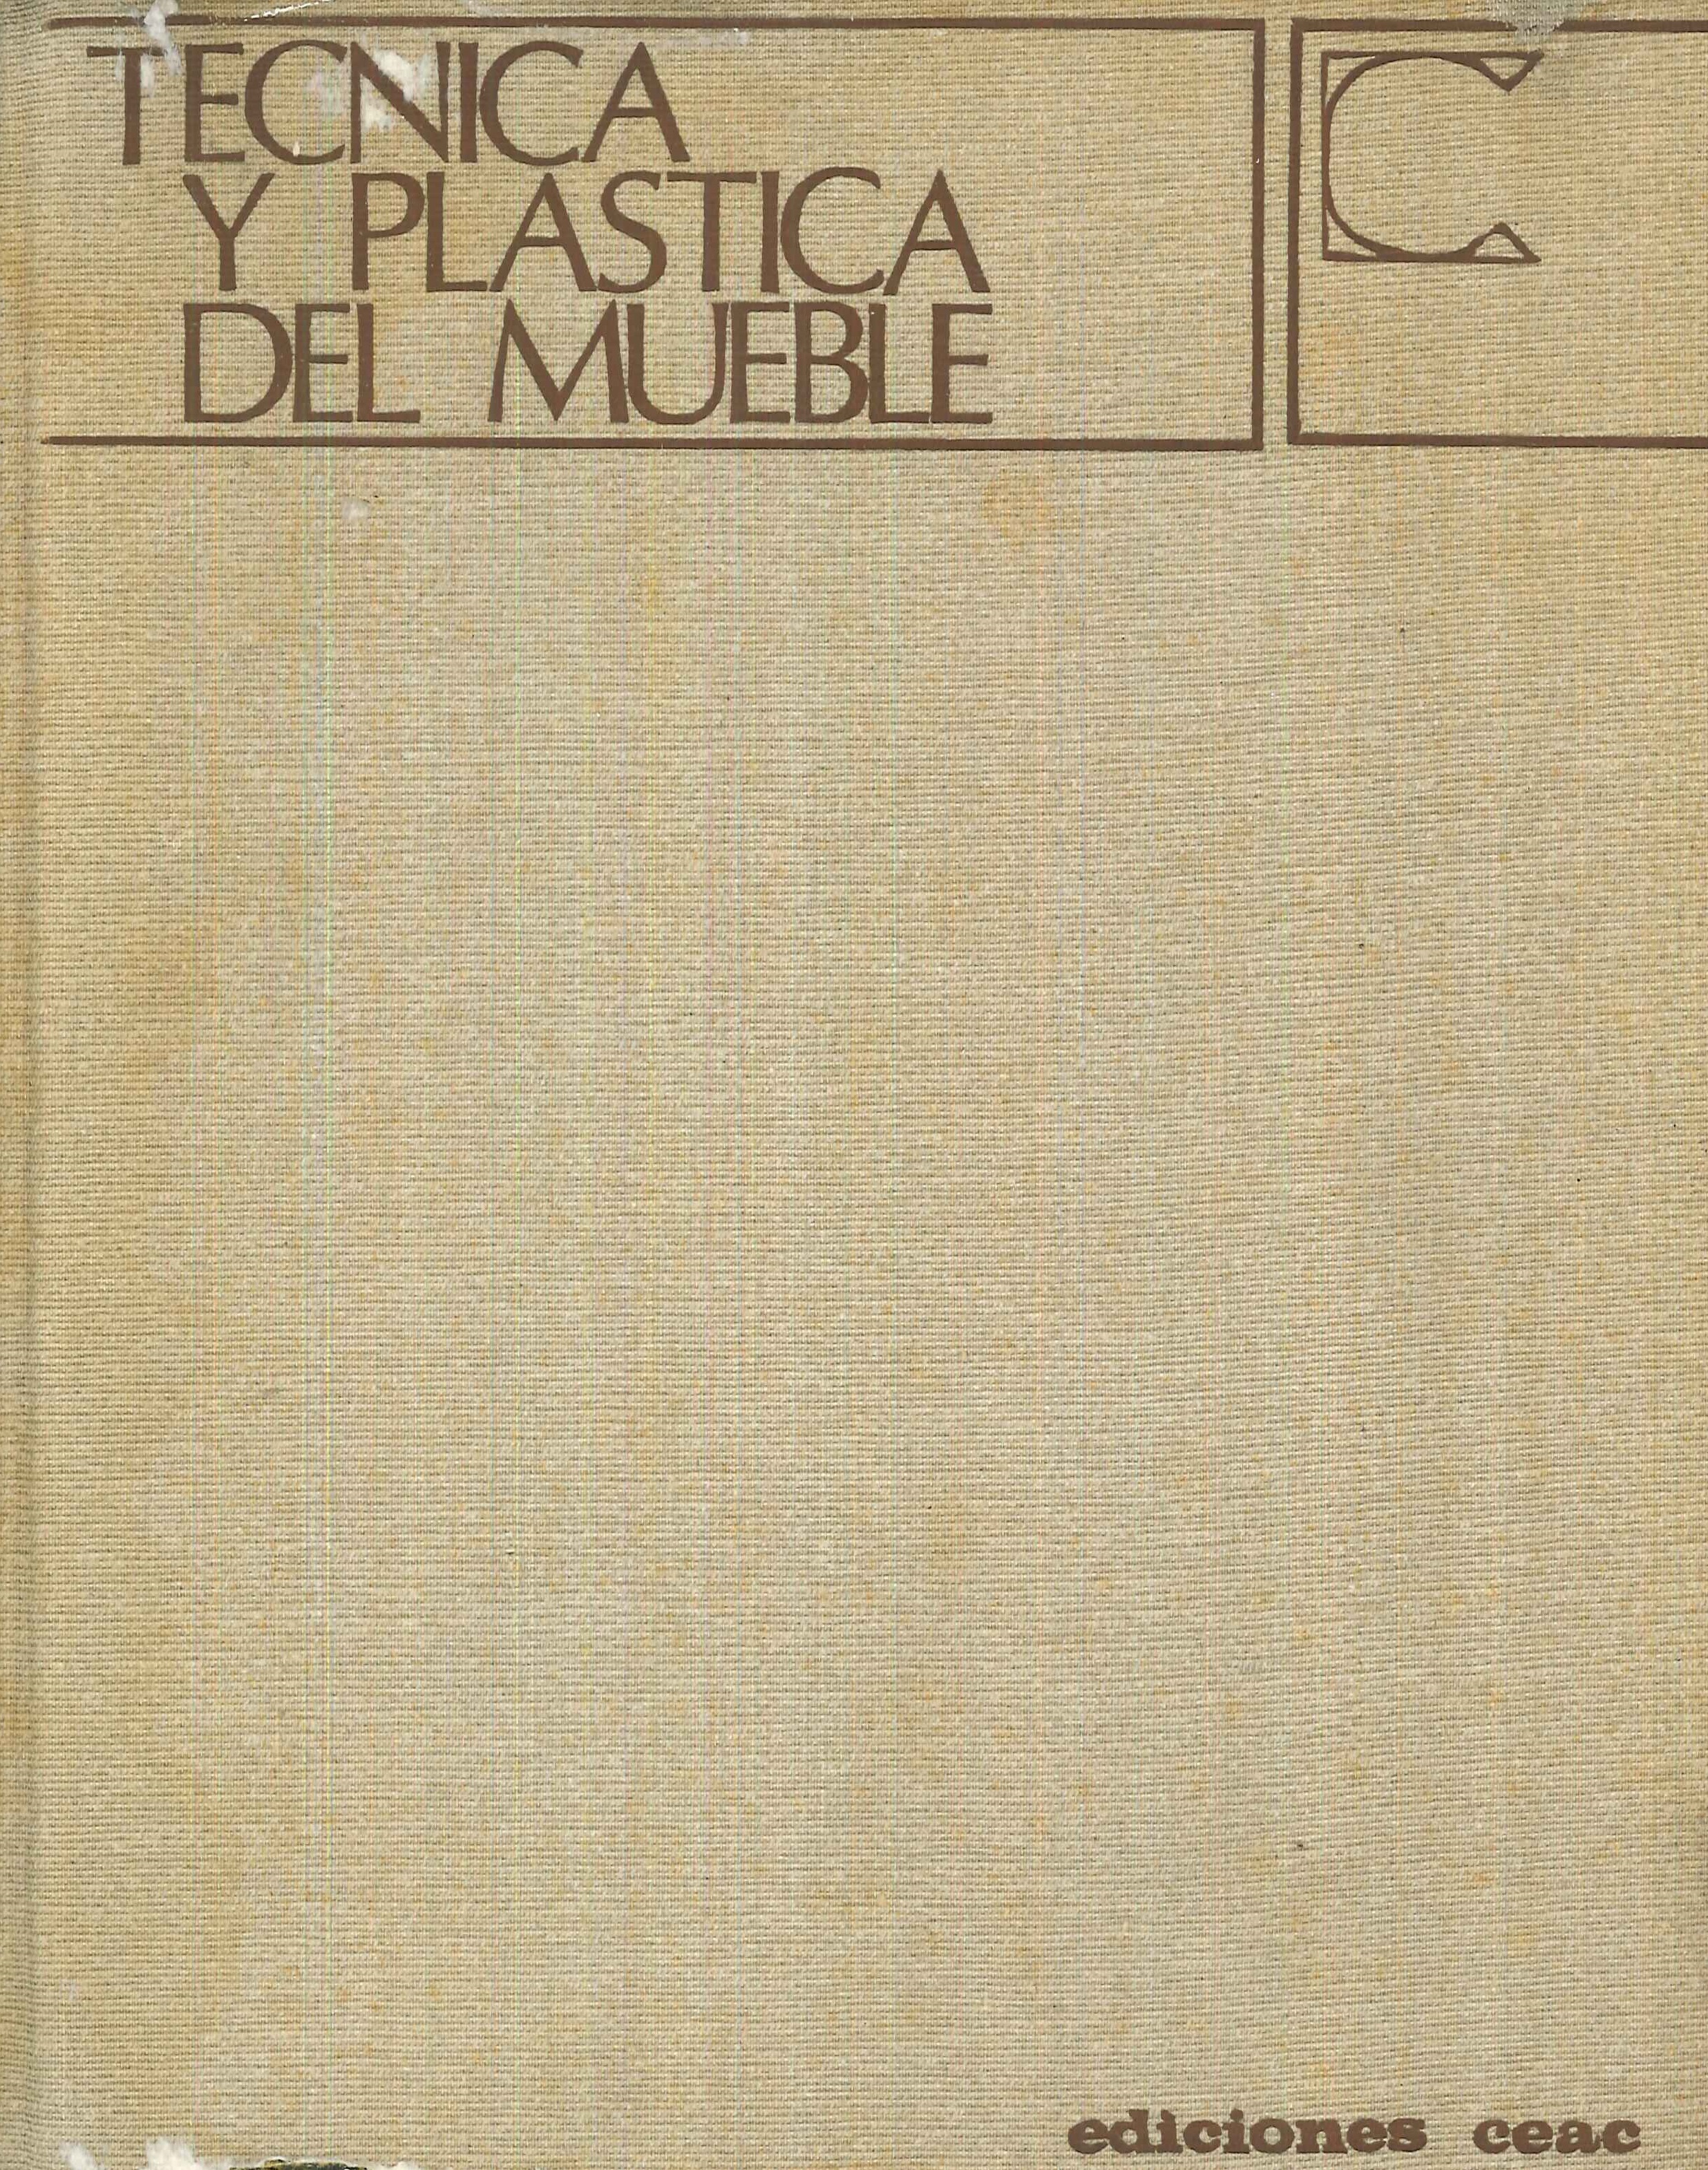 TECNICA
Y PLASTICA
DEL MUEBLE
C
ediciones ceac